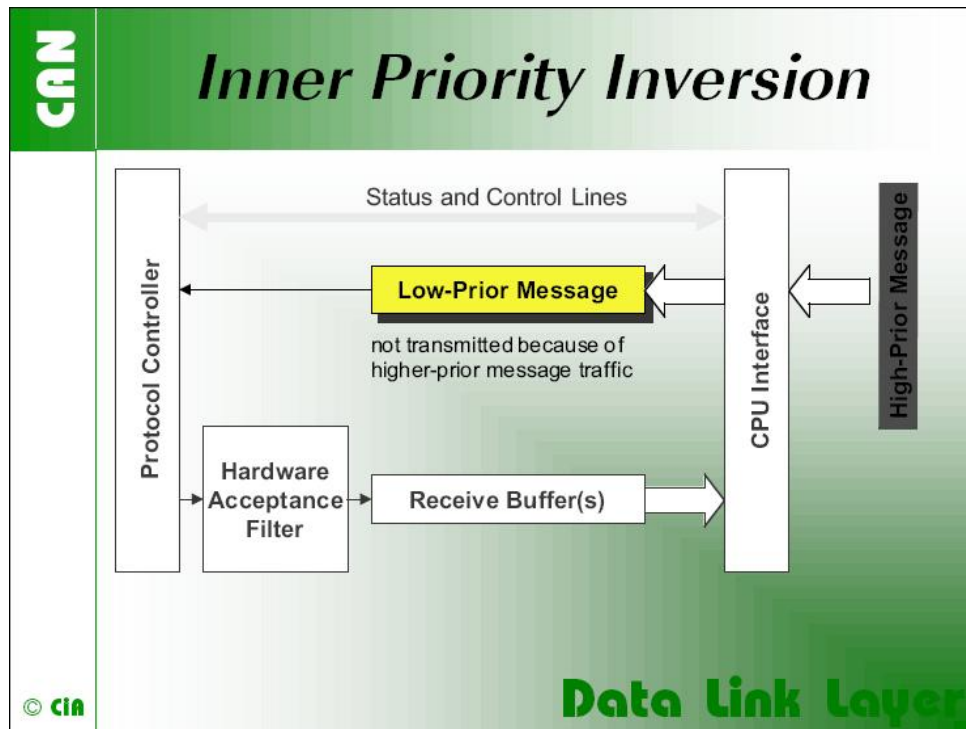 CAN
Inner Priority Inversion
Status and Control Lines
Protocol Controller
Low-Prior Message
not transmitted because of
higher-prior message traffic
CPU Interface
High-Prior Message
Hardware
Acceptance
Filter
Receive Buffer(s)
© CiA
Data Link Layer